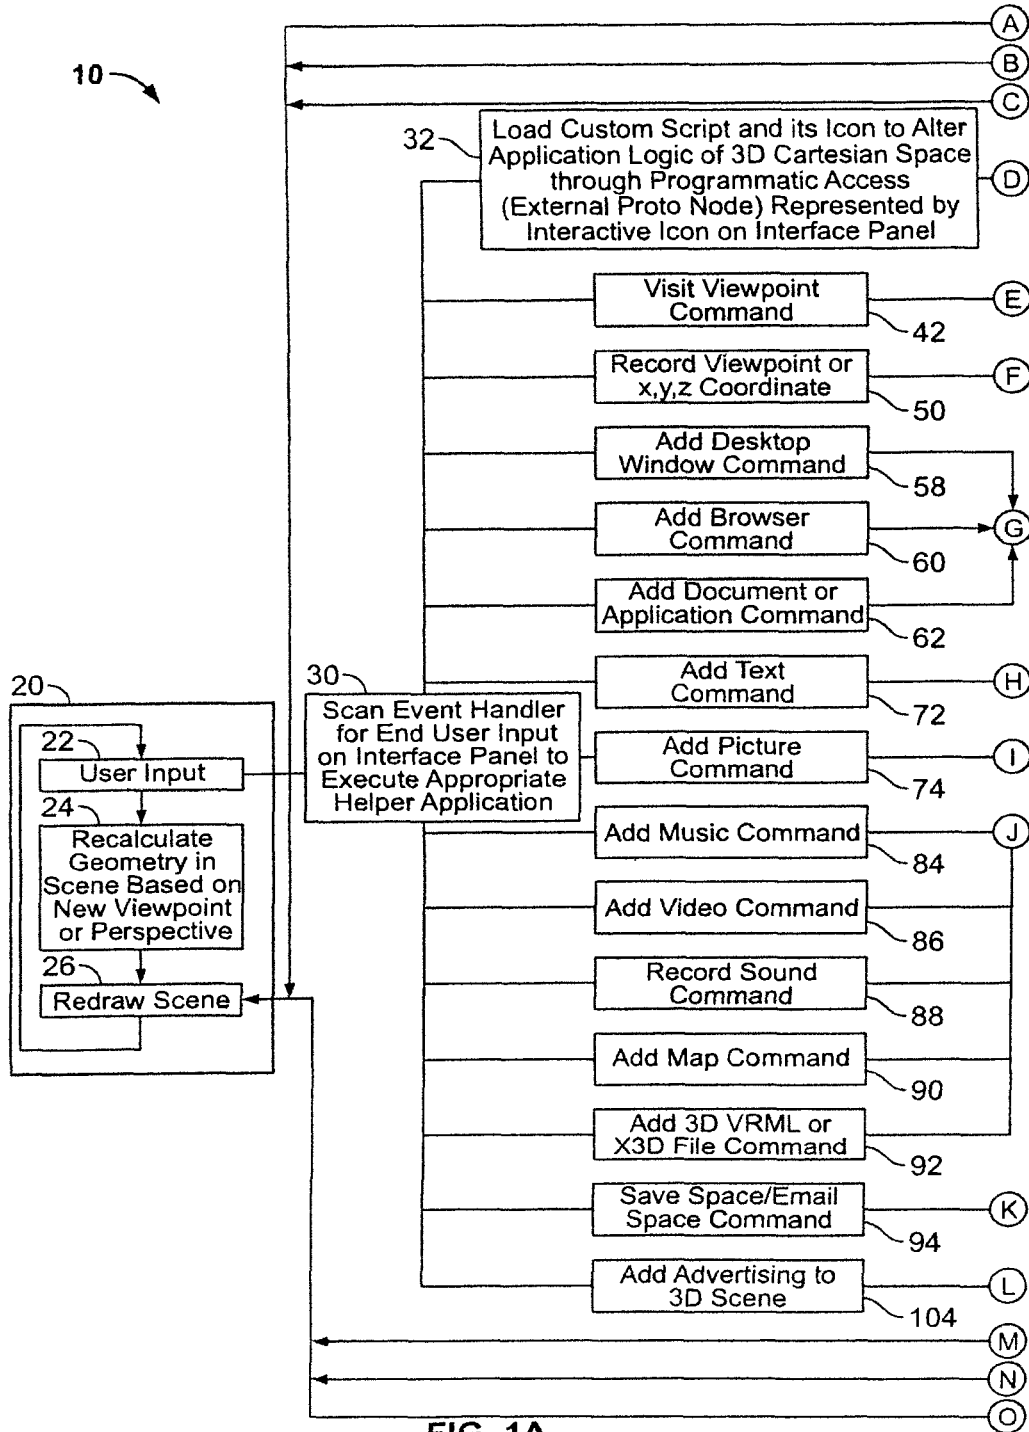 A
10
B
C
32
Load Custom Script and its Icon to Alter
Application Logic of 3D Cartesian Space
through Programmatic Access
(External Proto Node) Represented by
Interactive Icon on Interface Panel
D
Visit Viewpoint
Command
E
42
Record Viewpoint or
x,y,z Coordinate
F
50
Add Desktop
Window Command
58
Add Browser
Command
G
60
Add Document or
Application Command
62
Add Text
Command
H
72
20
22
User Input
24
Recalculate
Geometry in
Scene Based on
New Viewpoint
or Perspective
26
Redraw Scene
30
Scan Event Handler
for End User Input
on Interface Panel to
Execute Appropriate
Helper Application
Add Picture
Command
I
74
Add Music Command
J
84
Add Video Command
86
Record Sound
Command
88
Add Map Command
90
Add 3D VRML or
X3D File Command
92
Save Space/Email
Space Command
K
94
Add Advertising to
3D Scene
L
104
M
N
O
FIG. 1A